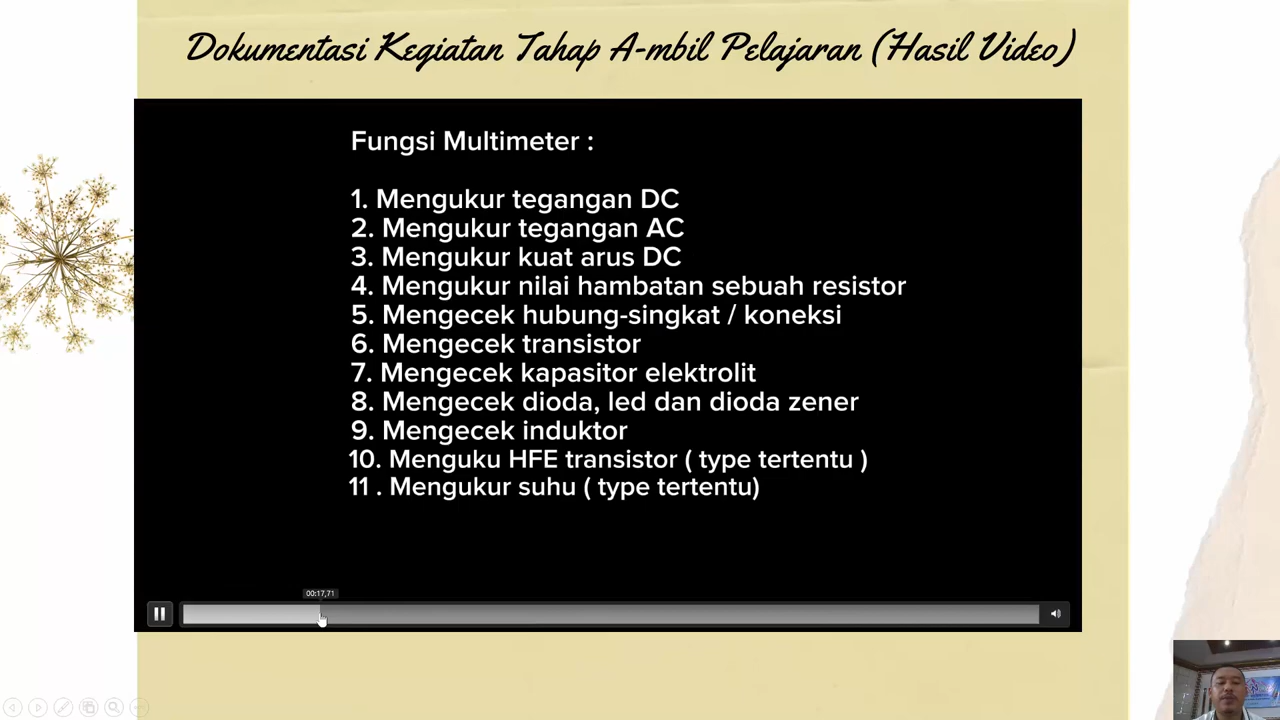 Dokumentasi Kegiatan Tahap A-mbil Pelajaran (Hasil Video)
Fungsi Multimeter :
1. Mengukur tegangan DC
2. Mengukur tegangan AC
3. Mengukur kuat arus DC
4. Mengukur nilai hambatan sebuah resistor
5. Mengecek hubung-singkat / koneksi
6. Mengecek transistor
7. Mengecek kapasitor elektrolit
8. Mengecek dioda, led dan dioda zener
9. Mengecek induktor
10. Menguku HFE transistor ( type tertentu )
11 . Mengukur suhu ( type tertentu)
00:17,71